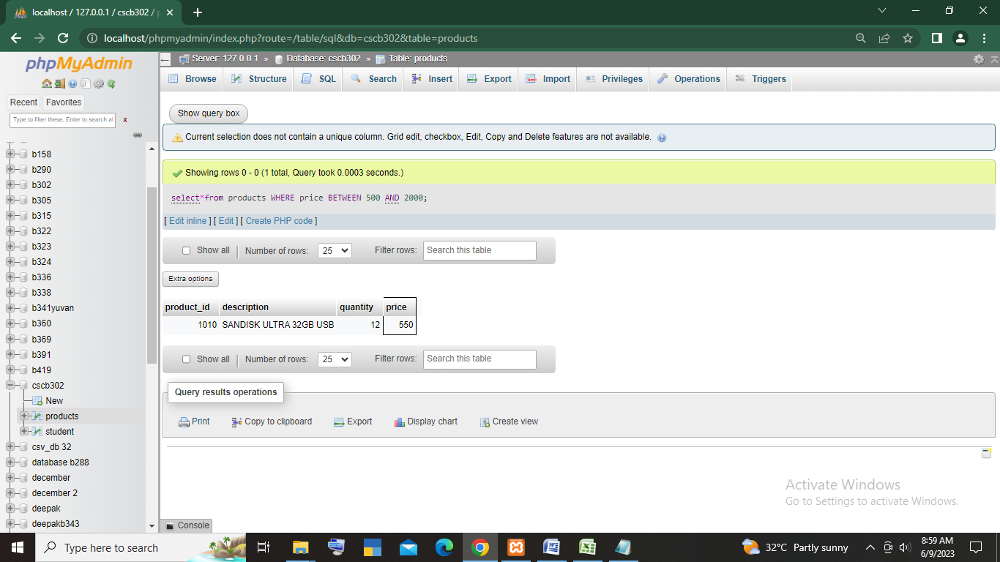 localhost / 127.0.0.1 / cscb302 / p
localhost/phpmyadmin/index.php?route=/table/sql&db=cscb302&table=products
phpMyAdmin
Recent Favorites
Type to filter these, Enter to search al x
b158
b290
b302
b305
b315
b322
b323
b324
b336
b338
b341yuvan
b360
b369
b391
b419
cscb302
New
products
student
csv_db 32
database b288
december
december 2
deepak
deepakb343
Server: 127.0.0.1 » Database: cscb302 » Table: products
Browse Structure SQL Search Insert Export Import Privileges Operations Triggers
Show query box
Current selection does not contain a unique column. Grid edit, checkbox, Edit, Copy and Delete features are not available.
Showing rows 0 - 0 (1 total, Query took 0.0003 seconds.)
select*from products WHERE price BETWEEN 500 AND 2000;
[ Edit inline ] [ Edit ] [ Create PHP code ]
Show all | Number of rows: 25 Filter rows: Search this table
Extra options
product_id description quantity price
1010 SANDISK ULTRA 32GB USB 12 550
Show all | Number of rows: 25 Filter rows: Search this table
Query results operations
Print Copy to clipboard Export Display chart Create view
Activate Windows
Go to Settings to activate Windows.
Console
Type here to search
32°C Partly sunny
8:59 AM
6/9/2023